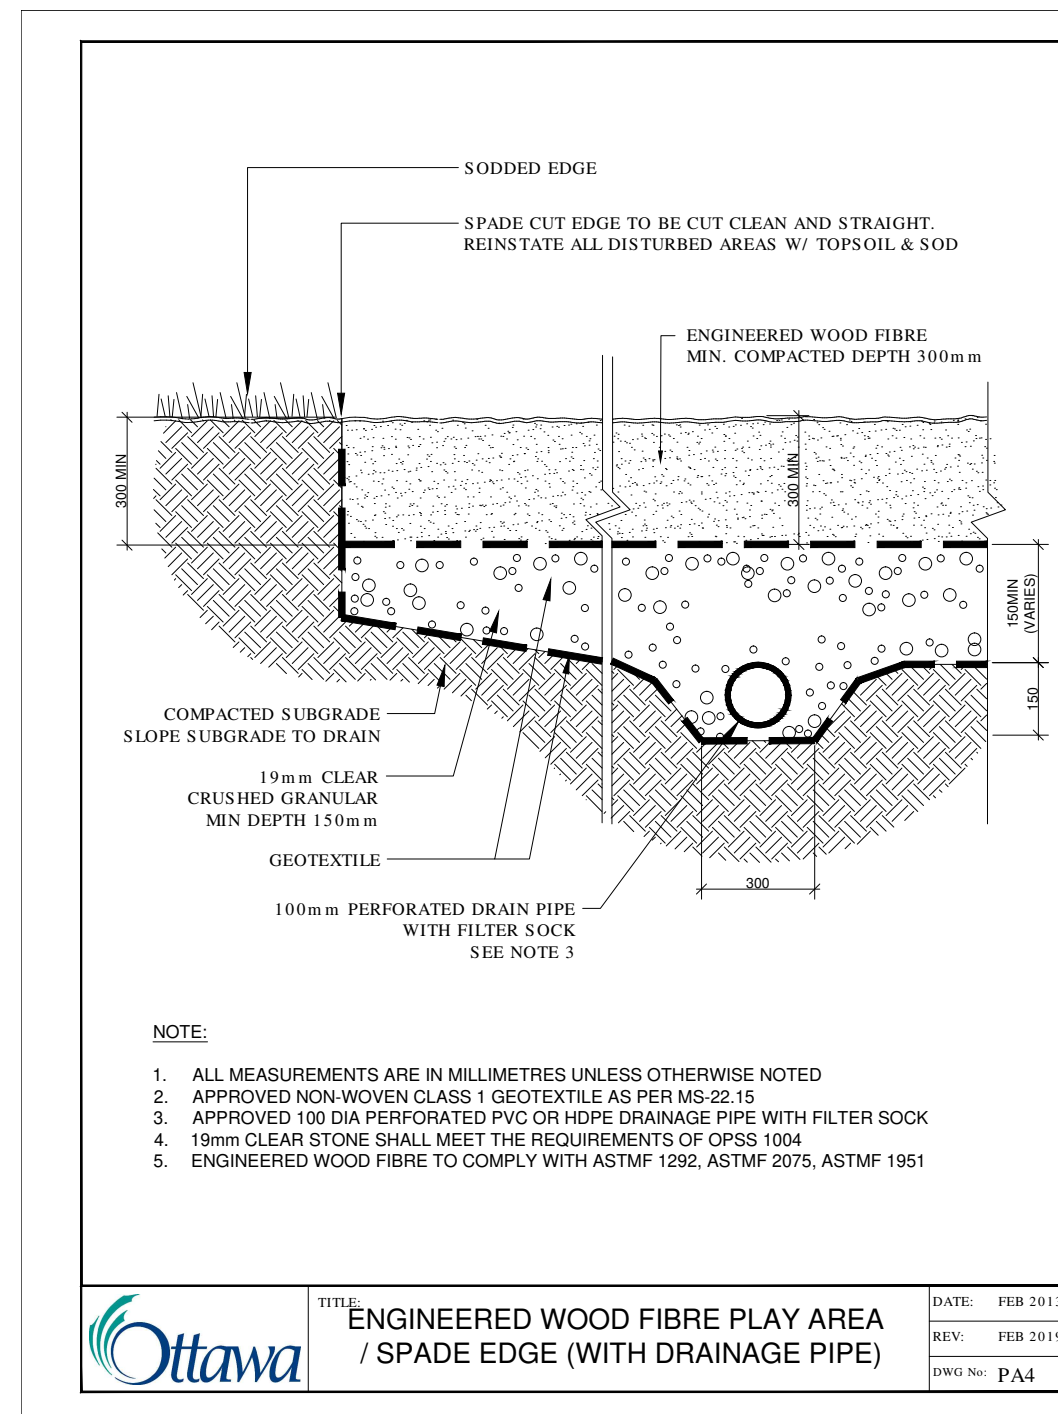 SODDED EDGE
SPADE CUT EDGE TO BE CUT CLEAN AND STRAIGHT.
REINSTATE ALL DISTURBED AREAS W/ TOPSOIL & SOD
ENGINEERED WOOD FIBRE
MIN. COMPACTED DEPTH 300mm
300 MIN
300 MIN
150MIN
(VARIES)
150
COMPACTED SUBGRADE
SLOPE SUBGRADE TO DRAIN
19mm CLEAR
CRUSHED GRANULAR
MIN DEPTH 150mm
GEOTEXTILE
300
100mm PERFORATED DRAIN PIPE
WITH FILTER SOCK
SEE NOTE 3
NOTE:
1. ALL MEASUREMENTS ARE IN MILLIMETRES UNLESS OTHERWISE NOTED
2. APPROVED NON-WOVEN CLASS 1 GEOTEXTILE AS PER MS-22.15
3. APPROVED 100 DIA PERFORATED PVC OR HDPE DRAINAGE PIPE WITH FILTER SOCK
4. 19mm CLEAR STONE SHALL MEET THE REQUIREMENTS OF OPSS 1004
5. ENGINEERED WOOD FIBRE TO COMPLY WITH ASTMF 1292, ASTMF 2075, ASTMF 1951
Ottawa
TITLE:
ENGINEERED WOOD FIBRE PLAY AREA
/ SPADE EDGE (WITH DRAINAGE PIPE)
DATE: FEB 2013
REV: FEB 2019
DWG No: PA4